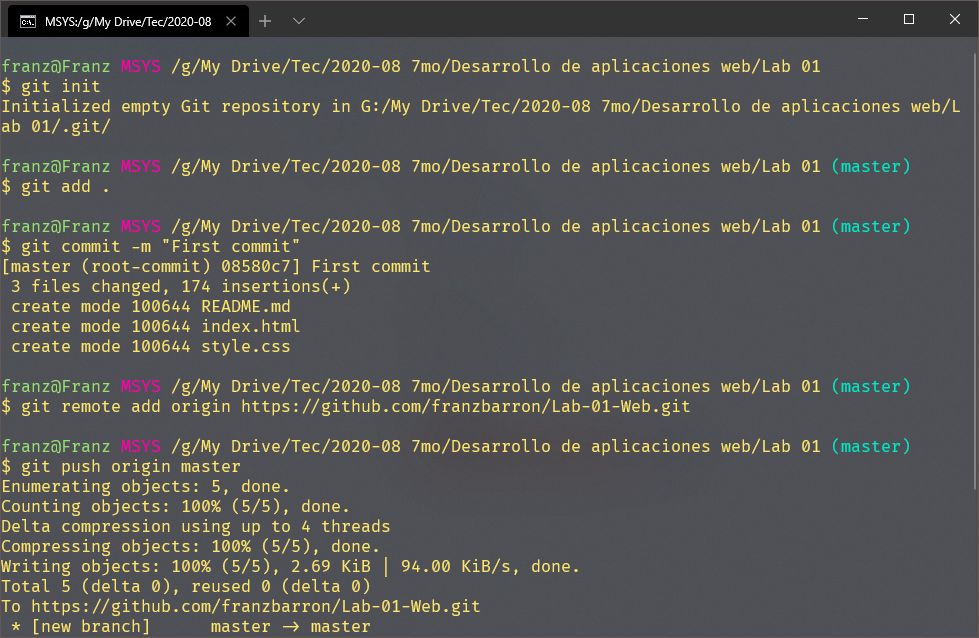 MSYS:/g/My Drive/Tec/2020-08
franz@Franz MSYS /g/My Drive/Tec/2020-08 7mo/Desarrollo de aplicaciones web/Lab 01
$ git init
Initialized empty Git repository in G:/My Drive/Tec/2020-08 7mo/Desarrollo de aplicaciones web/L
ab 01/.git/
franz@Franz MSYS /g/My Drive/Tec/2020-08 7mo/Desarrollo de aplicaciones web/Lab 01 (master)
$ git add .
franz@Franz MSYS /g/My Drive/Tec/2020-08 7mo/Desarrollo de aplicaciones web/Lab 01 (master)
$ git commit -m "First commit"
[master (root-commit) 08580c7] First commit
 3 files changed, 174 insertions(+)
 create mode 100644 README.md
 create mode 100644 index.html
 create mode 100644 style.css
franz@Franz MSYS /g/My Drive/Tec/2020-08 7mo/Desarrollo de aplicaciones web/Lab 01 (master)
$ git remote add origin https://github.com/franzbarron/Lab-01-Web.git
franz@Franz MSYS /g/My Drive/Tec/2020-08 7mo/Desarrollo de aplicaciones web/Lab 01 (master)
$ git push origin master
Enumerating objects: 5, done.
Counting objects: 100% (5/5), done.
Delta compression using up to 4 threads
Compressing objects: 100% (5/5), done.
Writing objects: 100% (5/5), 2.69 KiB | 94.00 KiB/s, done.
Total 5 (delta 0), reused 0 (delta 0)
To https://github.com/franzbarron/Lab-01-Web.git
 * [new branch]      master -> master